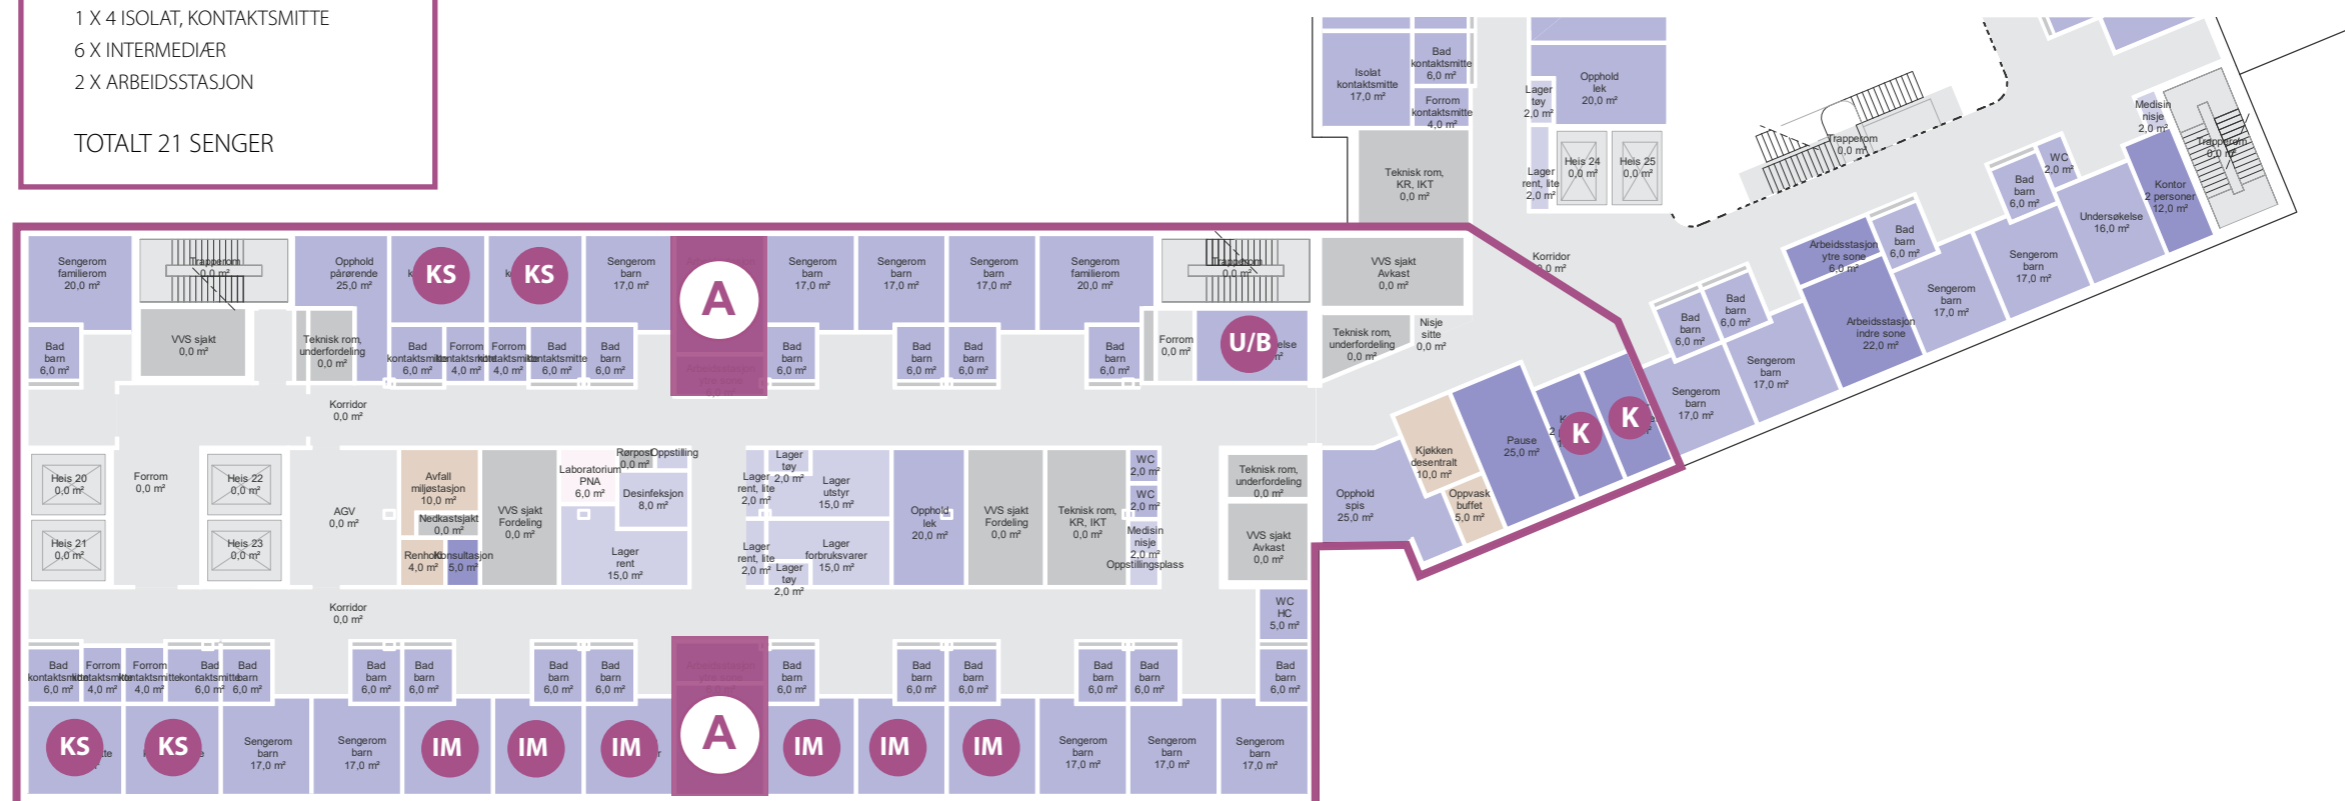 1 X 4 ISOLAT, KONTAKTSMITTE
6 X INTERMEDIÆR
2 X ARBEIDSSTASJON
TOTALT 21 SENGER
Isolat
kontaktsmitte
17,0 m²
Bad
kontaktsmitte
6,0 m²
Forrom
kontaktsmitte
4,0 m²
Lager
tøy
2,0 m²
Opphold
lek
20,0 m²
Teknisk rom,
KR, IKT
0,0 m²
Lager
rent, lite
2,0 m²
Heis 24
0,0 m²
Heis 25
0,0 m²
Trapperom
0,0 m²
Medisin
nisje
2,0 m²
Trapperom
0,0 m²
WC
2,0 m²
Bad
barn
6,0 m²
Kontor
2 personer
12,0 m²
Undersøkelse
16,0 m²
Arbeidsstasjon
ytre sone
6,0 m²
Bad
barn
6,0 m²
Sengerom
barn
17,0 m²
Sengerom
barn
17,0 m²
Arbeidsstasjon
indre sone
22,0 m²
Bad
barn
6,0 m²
Bad
barn
6,0 m²
Sengerom
barn
17,0 m²
Sengerom
barn
17,0 m²
Korridor
0,0 m²
Sengerom
familierom
20,0 m²
Trapperom
0,0 m²
Opphold
pårørende
25,0 m²
KS
KS
Sengerom
barn
17,0 m²
A
Sengerom
barn
17,0 m²
Sengerom
barn
17,0 m²
Sengerom
barn
17,0 m²
Sengerom
familierom
20,0 m²
Trapperom
0,0 m²
VVS sjakt
Avkast
0,0 m²
Bad
barn
6,0 m²
VVS sjakt
0,0 m²
Teknisk rom,
underfordeling
0,0 m²
Bad
kontaktsmitte
6,0 m²
Forrom
kontaktsmitte
4,0 m²
Forrom
kontaktsmitte
4,0 m²
Bad
kontaktsmitte
6,0 m²
Bad
barn
6,0 m²
Arbeidsstasjon
ytre sone
6,0 m²
Bad
barn
6,0 m²
Bad
barn
6,0 m²
Bad
barn
6,0 m²
Bad
barn
6,0 m²
Forrom
0,0 m²
U/B
Teknisk rom,
underfordeling
0,0 m²
Nisje
sitte
0,0 m²
Korridor
0,0 m²
K
K
Pause
25,0 m²
Kjøkken
desentralt
10,0 m²
Oppvask
buffet
5,0 m²
Opphold
spis
25,0 m²
Heis 20
0,0 m²
Forrom
0,0 m²
Heis 22
0,0 m²
Heis 21
0,0 m²
Heis 23
0,0 m²
AGV
0,0 m²
Avfall
miljøstasjon
10,0 m²
Nedkastsjakt
0,0 m²
Renhold
4,0 m²
Konsultasjon
5,0 m²
VVS sjakt
Fordeling
0,0 m²
Laboratorium
PNA
6,0 m²
Rørpost
0,0 m²
Oppstilling
Desinfeksjon
8,0 m²
Lager
rent
15,0 m²
Lager
rent, lite
2,0 m²
Lager
tøy
2,0 m²
Lager
utstyr
15,0 m²
Lager
rent, lite
2,0 m²
Lager
tøy
2,0 m²
Lager
forbruksvarer
15,0 m²
Opphold
lek
20,0 m²
VVS sjakt
Fordeling
0,0 m²
Teknisk rom,
KR, IKT
0,0 m²
WC
2,0 m²
WC
2,0 m²
Medisin
nisje
2,0 m²
Oppstillingsplass
Teknisk rom,
underfordeling
0,0 m²
VVS sjakt
Avkast
0,0 m²
Korridor
0,0 m²
WC
HC
5,0 m²
Bad
kontaktsmitte
6,0 m²
Forrom
kontaktsmitte
4,0 m²
Forrom
kontaktsmitte
4,0 m²
Bad
kontaktsmitte
6,0 m²
Bad
barn
6,0 m²
Bad
barn
6,0 m²
Bad
barn
6,0 m²
Bad
barn
6,0 m²
Bad
barn
6,0 m²
Bad
barn
6,0 m²
Bad
barn
6,0 m²
Bad
barn
6,0 m²
Bad
barn
6,0 m²
Bad
barn
6,0 m²
Bad
barn
6,0 m²
KS
KS
Sengerom
barn
17,0 m²
Sengerom
barn
17,0 m²
IM
IM
IM
A
IM
IM
IM
Sengerom
barn
17,0 m²
Sengerom
barn
17,0 m²
Sengerom
barn
17,0 m²